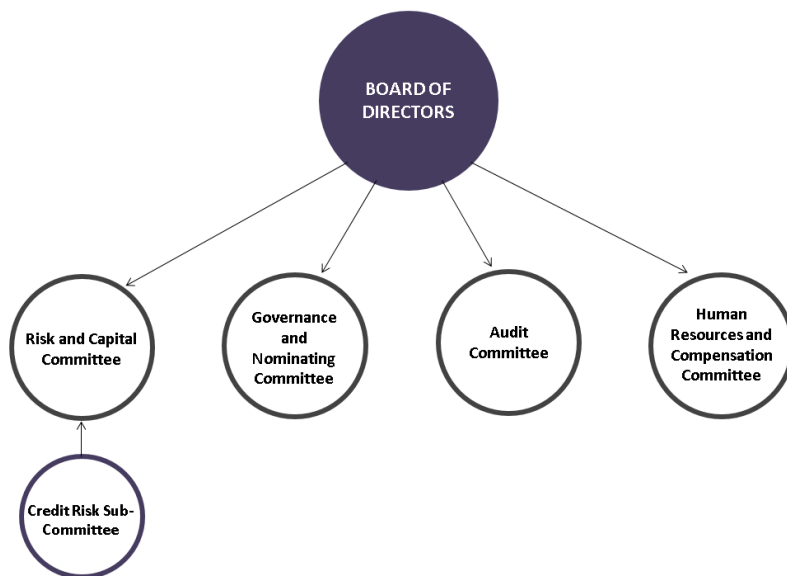 BOARD OF
DIRECTORS
Risk and Capital
Committee
Governance
and
Nominating
Committee
Audit
Committee
Human
Resources and
Compensation
Committee
Credit Risk Sub-
Committee